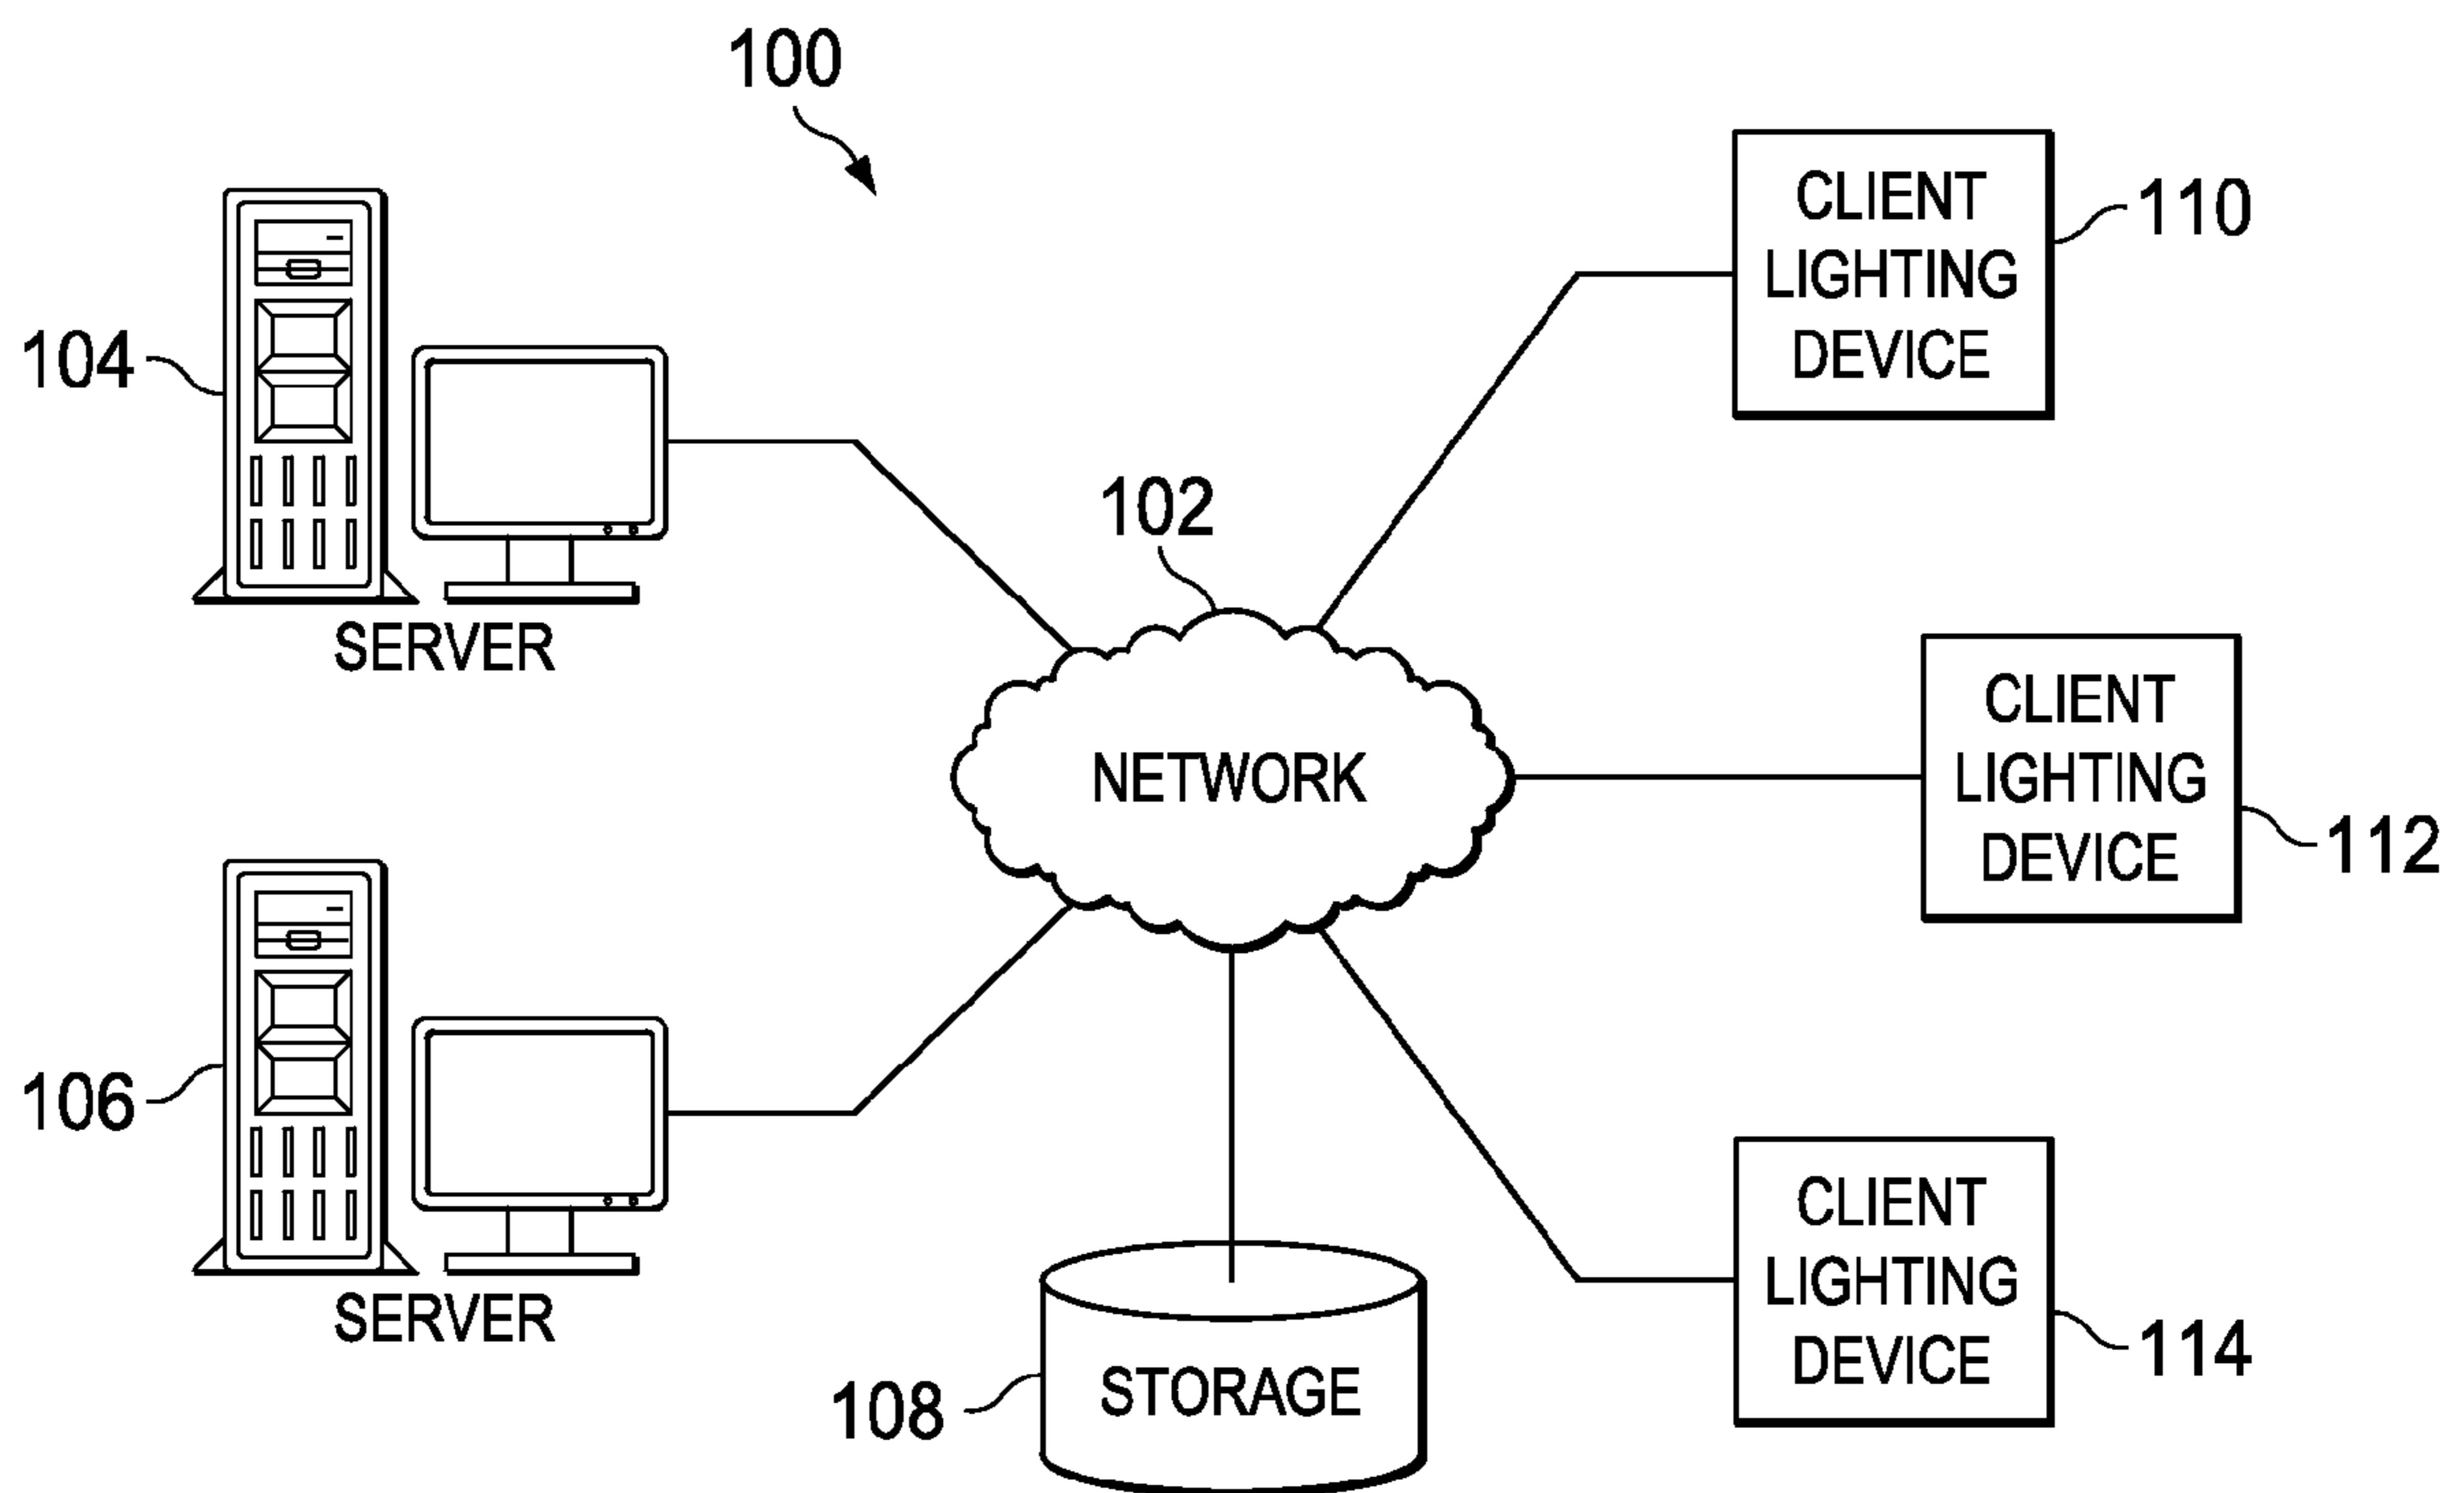 100
CLIENT
LIGHTING
DEVICE
110
104
SERVER
102
NETWORK
CLIENT
LIGHTING
DEVICE
112
106
SERVER
108
STORAGE
CLIENT
LIGHTING
DEVICE
114